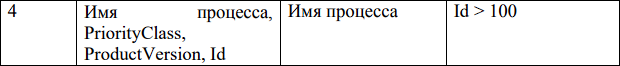 4 Имя процесса, Имя процесса Id > 100
PriorityClass,
ProductVersion, Id